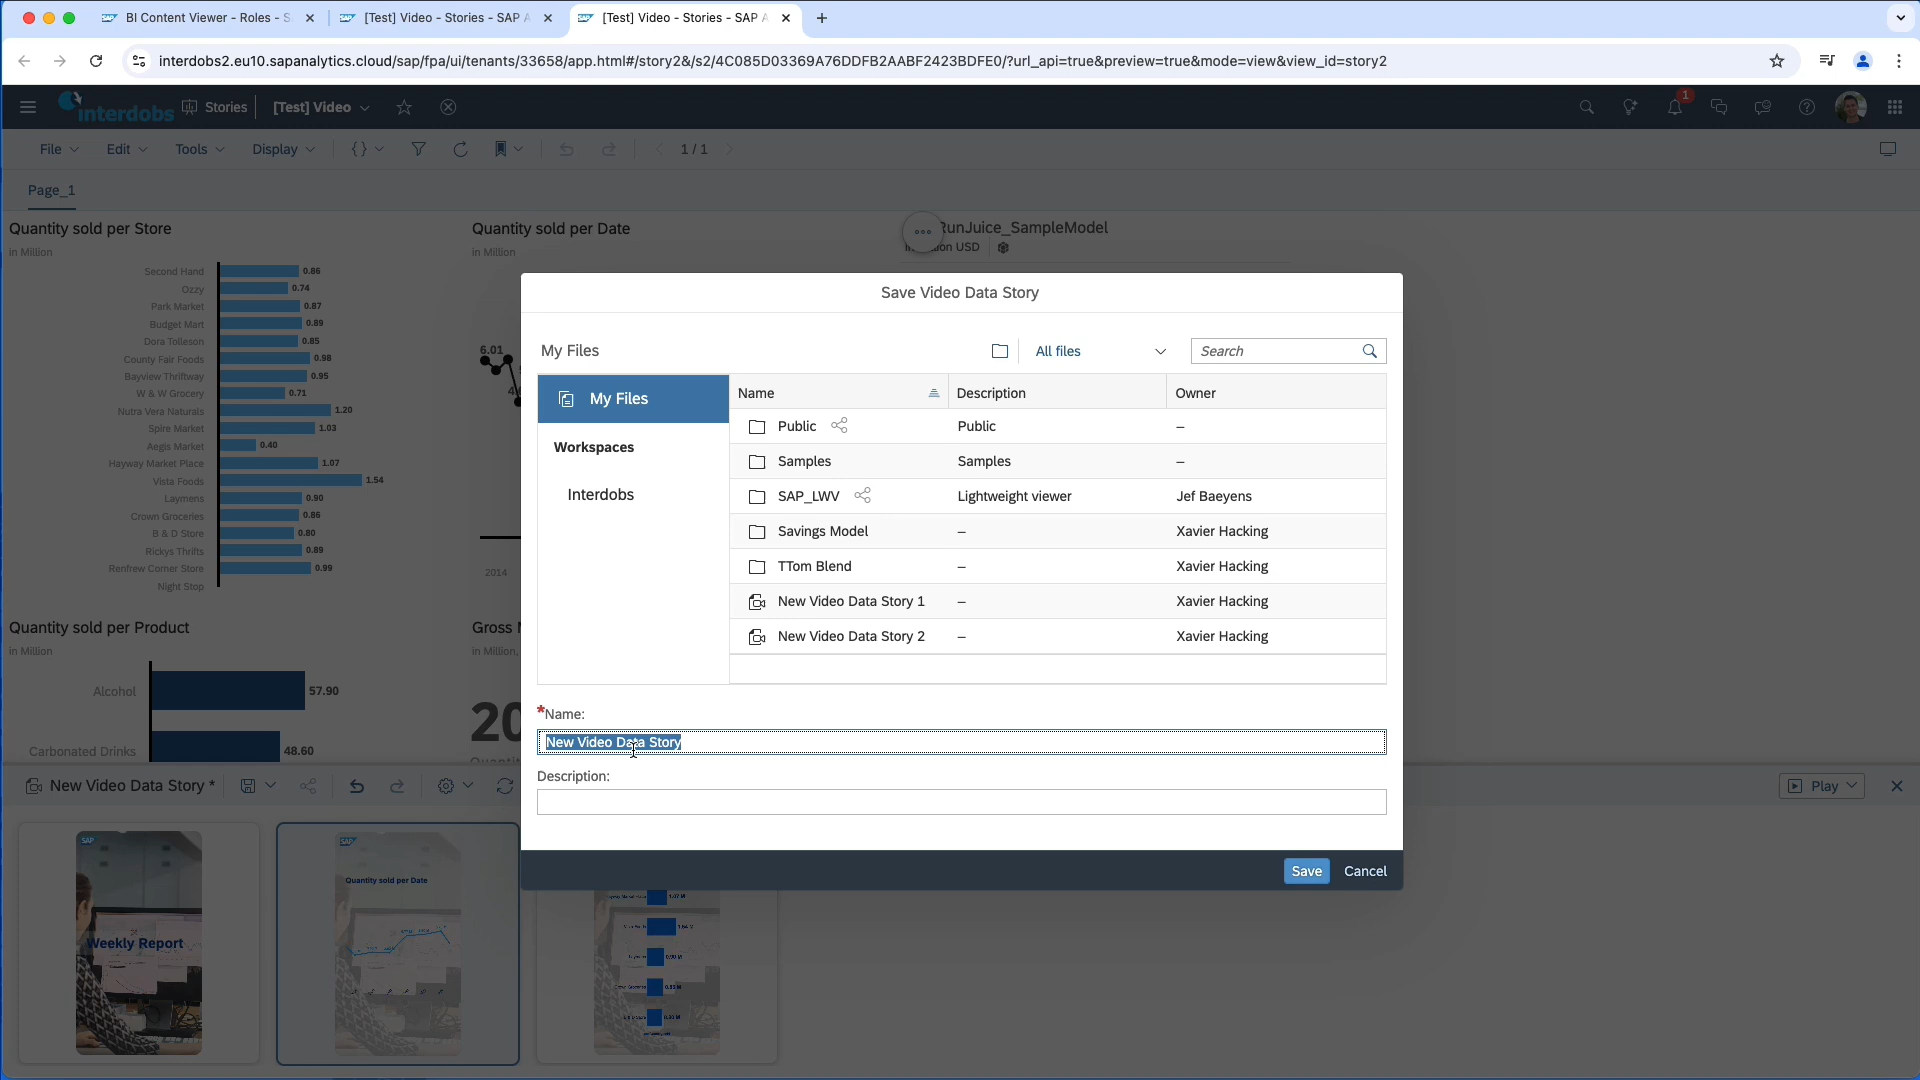 BI Content Viewer - Roles - S
[Test] Video - Stories - SAP A
[Test] Video - Stories - SAP A
interdobs2.eu10.sapanalytics.cloud/sap/fpa/ui/tenants/33658/app.html#/story2&/s2/4C085D03369A76DDFB2AABF2423BDFE0/?url_api=true&preview=true&mode=view&view_id=story2
interdobs Stories [Test] Video 1
File Edit Tools Display {} 1 / 1
Page_1
Quantity sold per Store
in Million
Second Hand 0.86
Ozzy 0.74
Park Market 0.87
Budget Mart 0.89
Dora Tolleson 0.85
County Fair Foods 0.98
Bayview Thriftway 0.95
W & W Grocery 0.71
Nutra Vera Naturals 1.20
Spire Market 1.03
Aegis Market 0.40
Hayway Market Place 1.07
Vista Foods 1.54
Laymens 0.90
Crown Groceries 0.86
B & D Store 0.80
Rickys Thrifts 0.89
Renfrew Corner Store 0.99
Night Stop
Quantity sold per Date
in Million
6.01
2014
RunJuice_SampleModel
on USD
Quantity sold per Product
in Million
Alcohol 57.90
Carbonated Drinks 48.60
Gross
in Million,
20
Save Video Data Story
My Files All files Search
My Files
Workspaces
Interdobs
Name Description Owner
Public Public –
Samples Samples –
SAP_LWV Lightweight viewer Jef Baeyens
Savings Model – Xavier Hacking
TTom Blend – Xavier Hacking
New Video Data Story 1 – Xavier Hacking
New Video Data Story 2 – Xavier Hacking
*Name:
New Video Data Story
Description:
Save Cancel
New Video Data Story * Play
SAP
Weekly Report
SAP
Quantity sold per Date